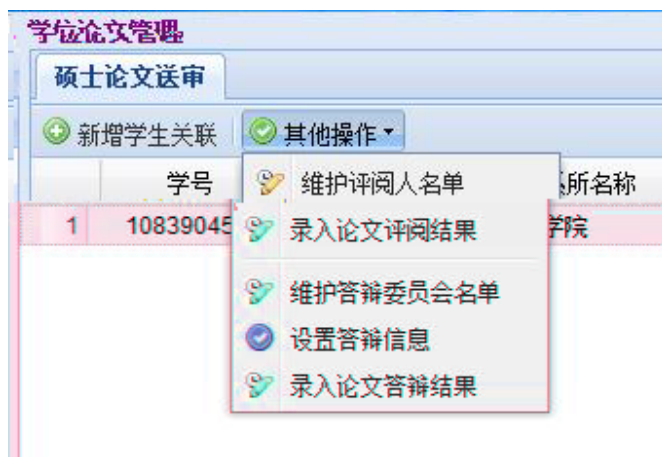 学位论文管理
硕士论文送审
新增学生关联 其他操作
学号 系所名称
维护评阅人名单
1 10839045 学院
录入论文评阅结果
维护答辩委员会名单
设置答辩信息
录入论文答辩结果